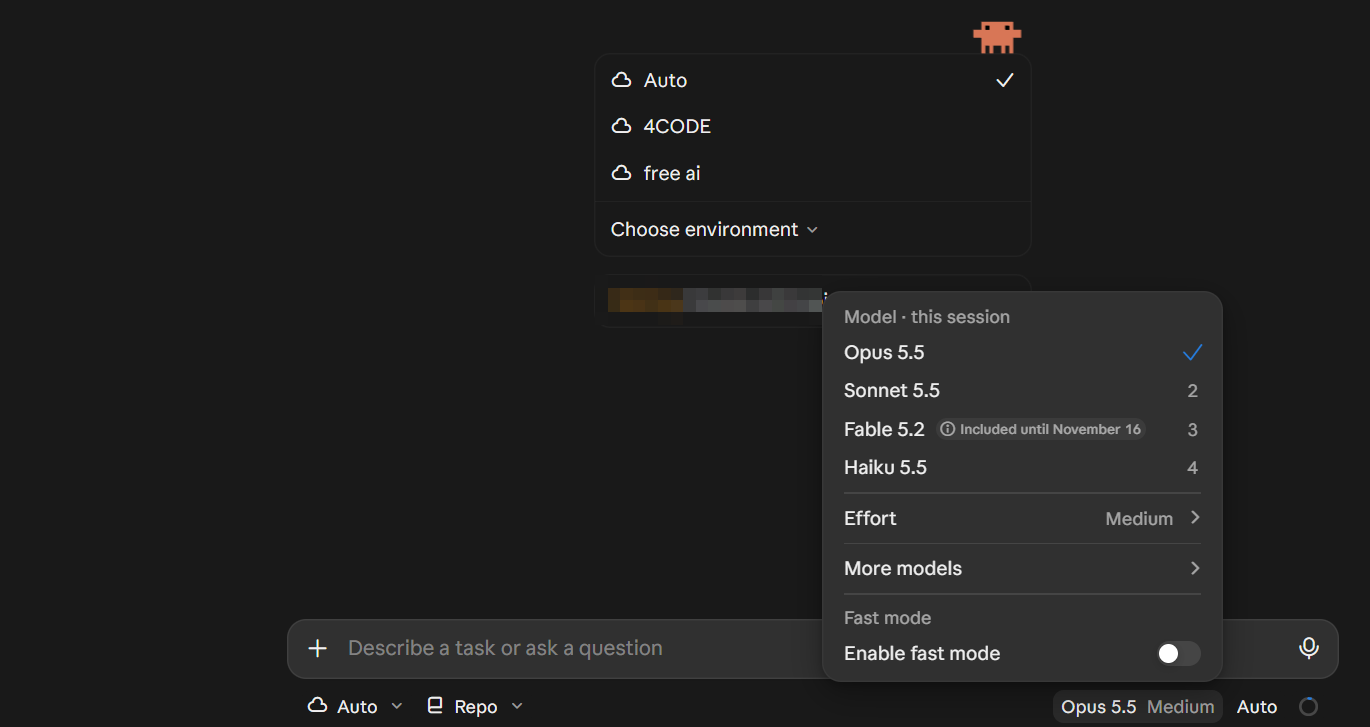 Auto
4CODE
free ai
Choose environment
Model · this session
Opus 5.5
Sonnet 5.5 2
Fable 5.2 Included until November 16 3
Haiku 5.5 4
Effort Medium
More models
Fast mode
Enable fast mode
Describe a task or ask a question
Auto Repo Opus 5.5 Medium Auto